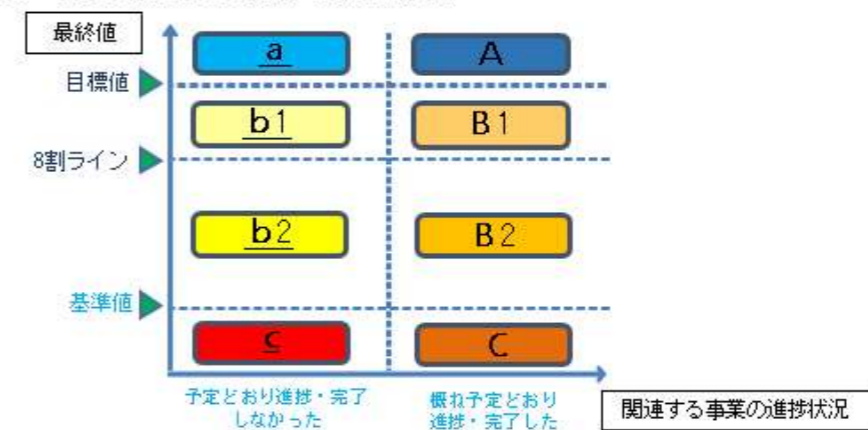 最終値
a
A
目標値
b1
B1
8割ライン
b2
B2
基準値
c
C
予定どおり進捗・完了
しなかった
概ね予定どおり
進捗・完了した
関連する事業の進捗状況